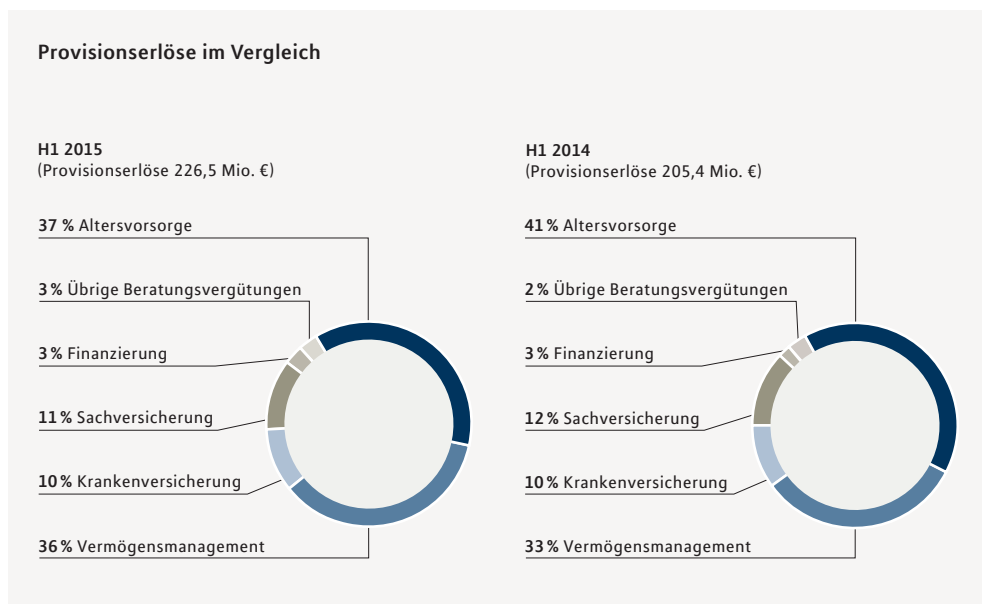 Provisionserlöse im Vergleich
H1 2015
(Provisionserlöse 226,5 Mio. €)
37 % Altersvorsorge
3 % Übrige Beratungsvergütungen
3 % Finanzierung
11 % Sachversicherung
10 % Krankenversicherung
36 % Vermögensmanagement
H1 2014
(Provisionserlöse 205,4 Mio. €)
41 % Altersvorsorge
2 % Übrige Beratungsvergütungen
3 % Finanzierung
12 % Sachversicherung
10 % Krankenversicherung
33 % Vermögensmanagement